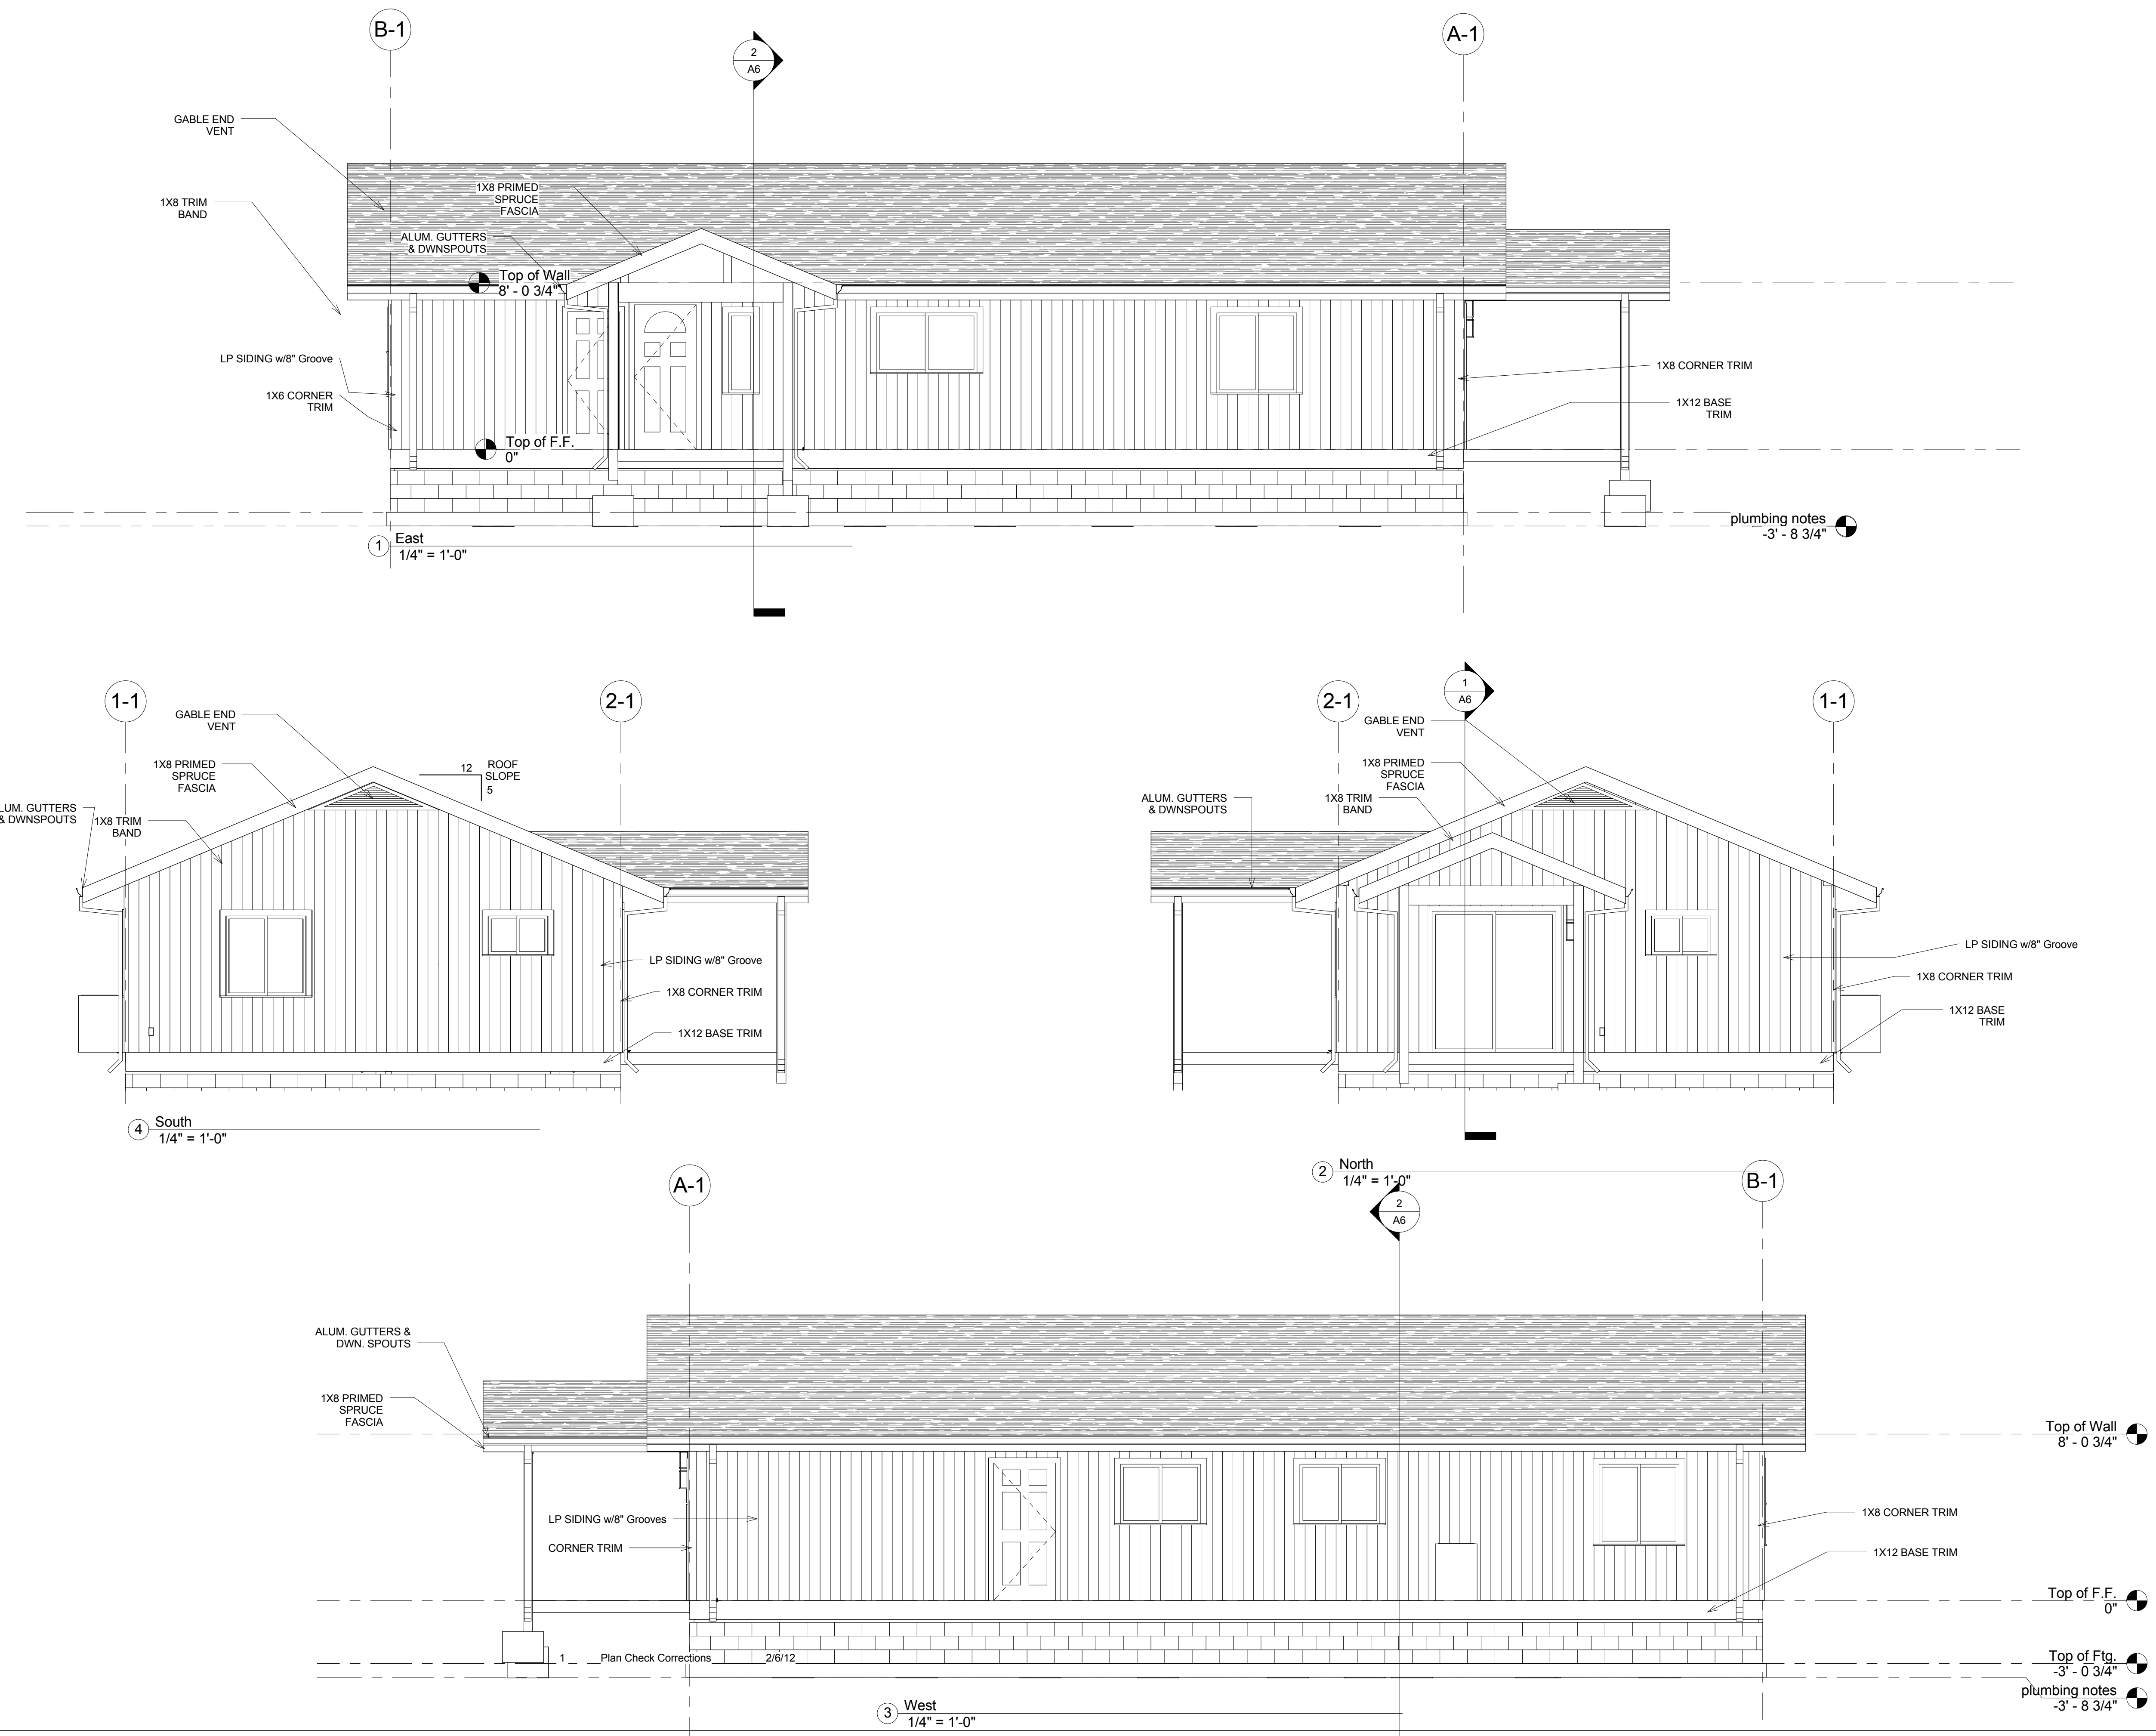 B-1
A-1
2
A6
GABLE END
VENT
1X8 PRIMED
SPRUCE
FASCIA
1X8 TRIM
BAND
ALUM. GUTTERS
& DWNSPOUTS
Top of Wall
8' - 0 3/4"
LP SIDING w/8" Groove
1X6 CORNER
TRIM
1X8 CORNER TRIM
1X12 BASE
TRIM
Top of F.F.
0"
plumbing notes
-3' - 8 3/4"
1
East
1/4" = 1'-0"
1-1
2-1
GABLE END
VENT
1X8 PRIMED
SPRUCE
FASCIA
12
ROOF
SLOPE
5
LUM. GUTTERS
& DWNSPOUTS
1X8 TRIM
BAND
LP SIDING w/8" Groove
1X8 CORNER TRIM
1X12 BASE TRIM
4
South
1/4" = 1'-0"
2-1
1
A6
1-1
GABLE END
VENT
1X8 PRIMED
SPRUCE
FASCIA
ALUM. GUTTERS
& DWNSPOUTS
1X8 TRIM
BAND
LP SIDING w/8" Groove
1X8 CORNER TRIM
1X12 BASE
TRIM
2
North
1/4" = 1'-0"
A-1
B-1
2
A6
ALUM. GUTTERS &
DWN. SPOUTS
1X8 PRIMED
SPRUCE
FASCIA
Top of Wall
8' - 0 3/4"
LP SIDING w/8" Grooves
CORNER TRIM
1X8 CORNER TRIM
1X12 BASE TRIM
Top of F.F.
0"
1 Plan Check Corrections 2/6/12
Top of Ftg.
-3' - 0 3/4"
plumbing notes
-3' - 8 3/4"
3
West
1/4" = 1'-0"